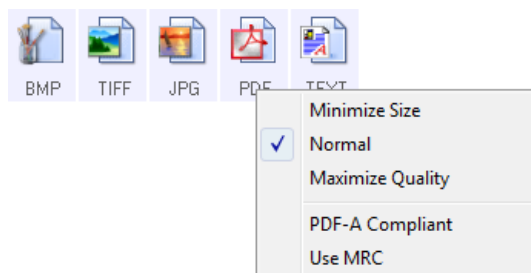 BMP TIFF JPG PDF TEXT
Minimize Size
Normal
Maximize Quality
PDF-A Compliant
Use MRC